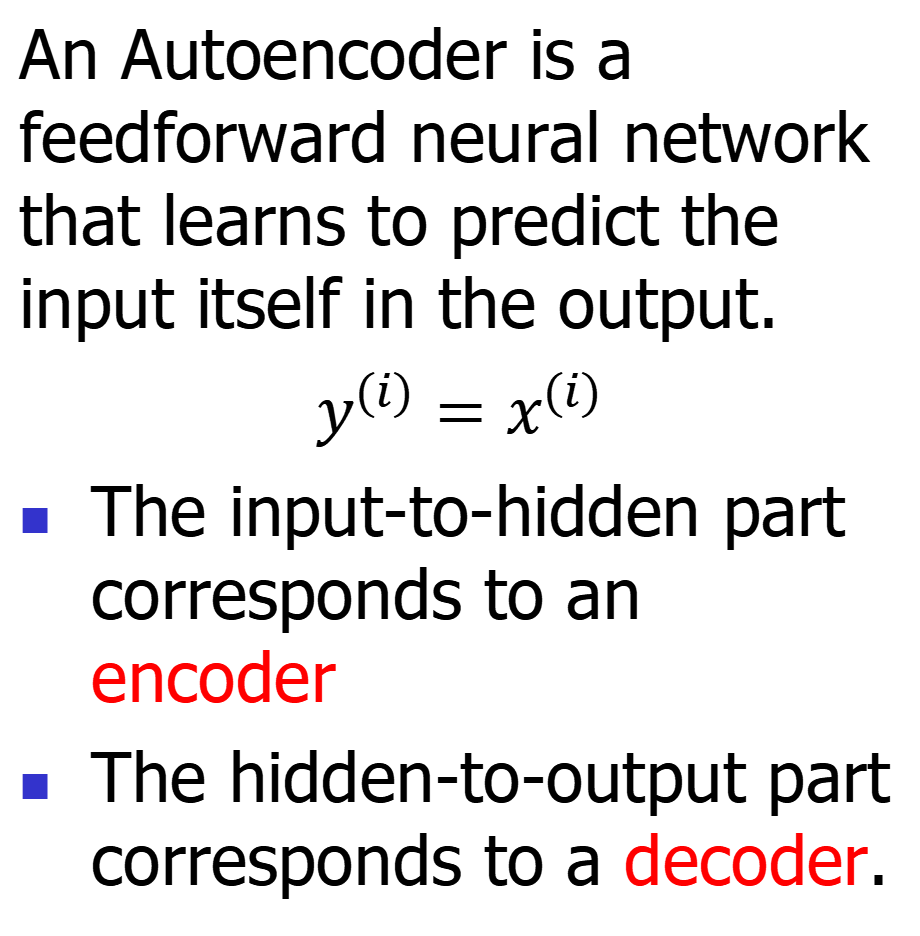 An Autoencoder is a
feedforward neural network
that learns to predict the
input itself in the output.
y⁽ⁱ⁾ = x⁽ⁱ⁾
▪ The input-to-hidden part
corresponds to an
encoder
▪ The hidden-to-output part
corresponds to a decoder.